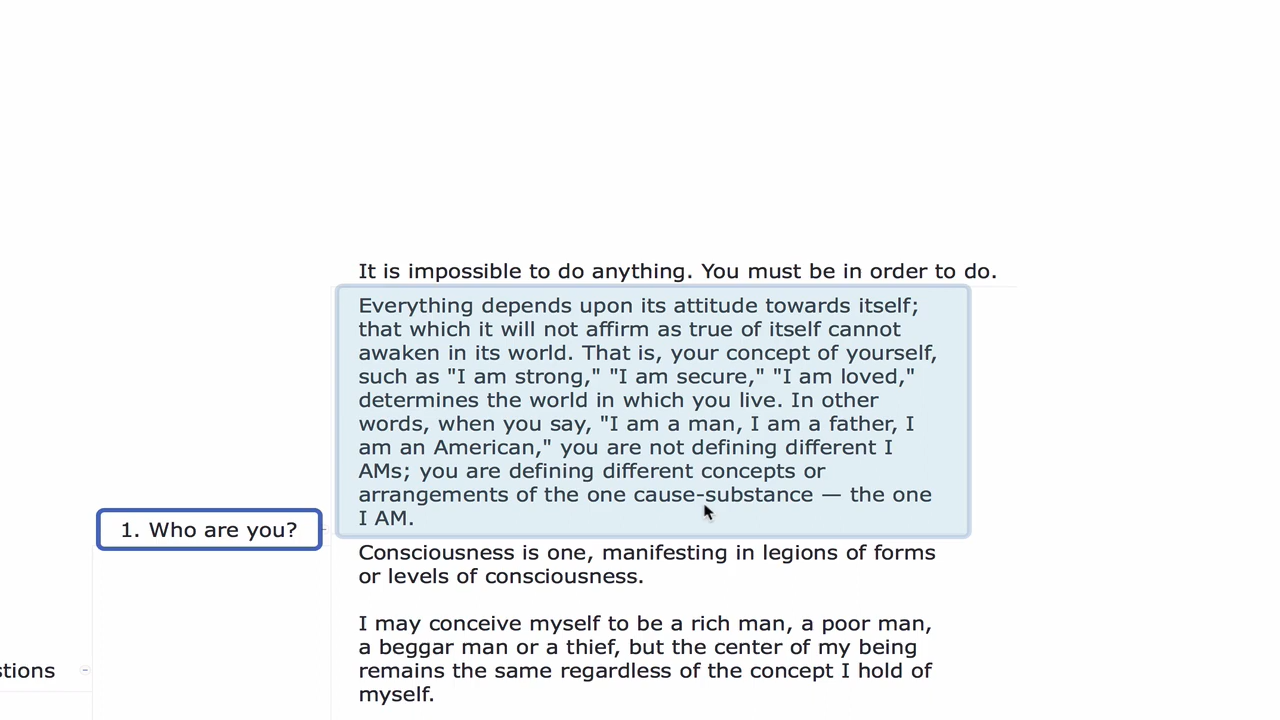 It is impossible to do anything. You must be in order to do.
Everything depends upon its attitude towards itself;
that which it will not affirm as true of itself cannot
awaken in its world. That is, your concept of yourself,
such as "I am strong," "I am secure," "I am loved,"
determines the world in which you live. In other
words, when you say, "I am a man, I am a father, I
am an American," you are not defining different I
AMs; you are defining different concepts or
arrangements of the one cause-substance — the one
I AM.
1. Who are you?
Consciousness is one, manifesting in legions of forms
or levels of consciousness.
I may conceive myself to be a rich man, a poor man,
a beggar man or a thief, but the center of my being
remains the same regardless of the concept I hold of
myself.
stions